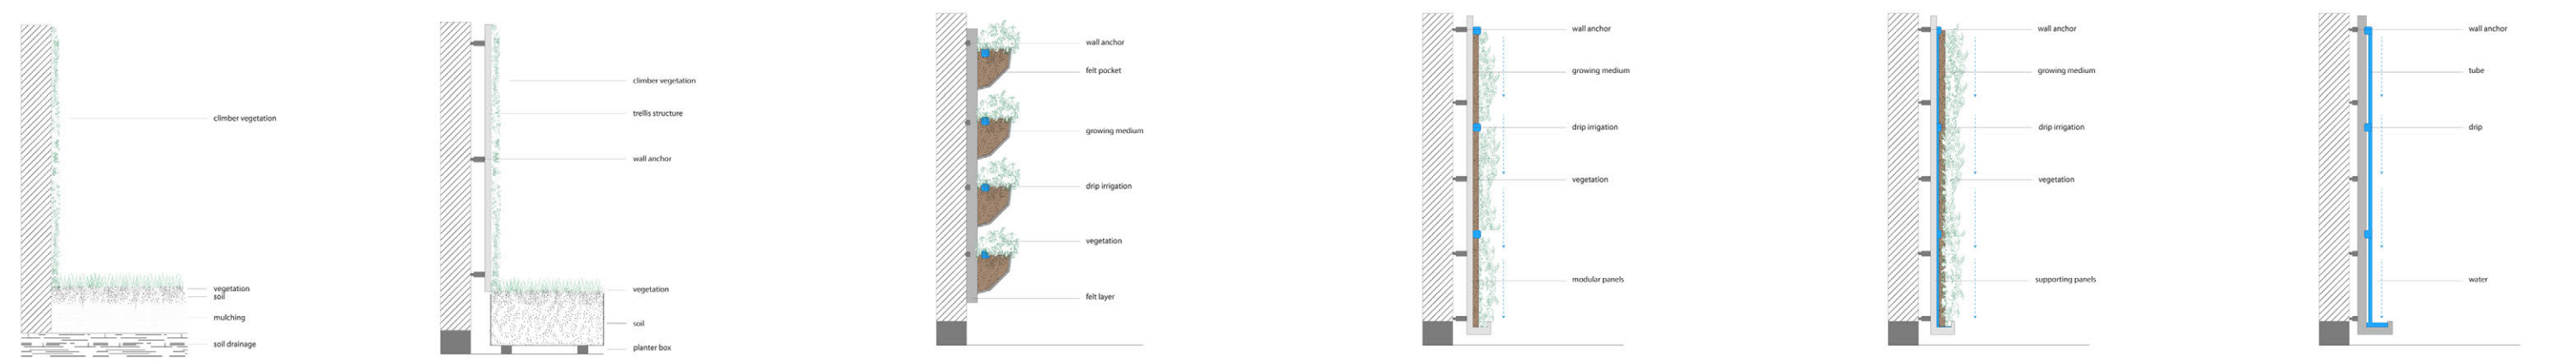 climber vegetation
vegetation
soil
mulching
soil drainage
climber vegetation
trellis structure
wall anchor
vegetation
soil
planter box
wall anchor
felt pocket
growing medium
drip irrigation
vegetation
felt layer
wall anchor
growing medium
drip irrigation
vegetation
modular panels
wall anchor
growing medium
drip irrigation
vegetation
supporting panels
wall anchor
tube
drip
water